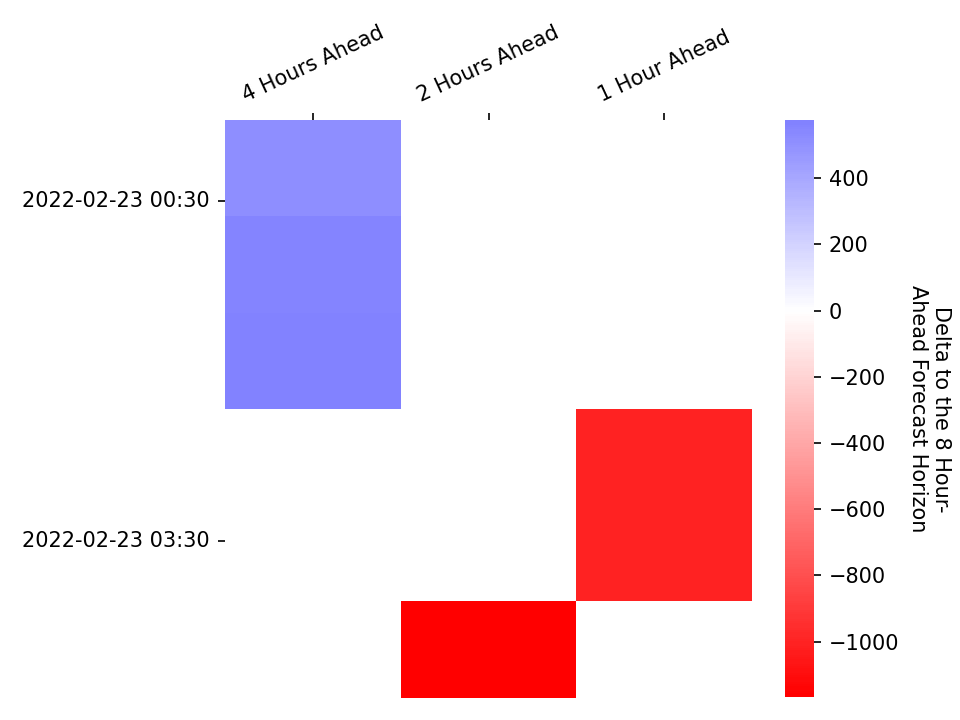 4 Hours Ahead
2 Hours Ahead
1 Hour Ahead
2022-02-23 00:30
2022-02-23 03:30
400
200
0
−200
−400
−600
−800
−1000
Delta to the 8 Hour-
Ahead Forecast Horizon